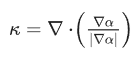 κ = ∇ · (∇α / |∇α|)